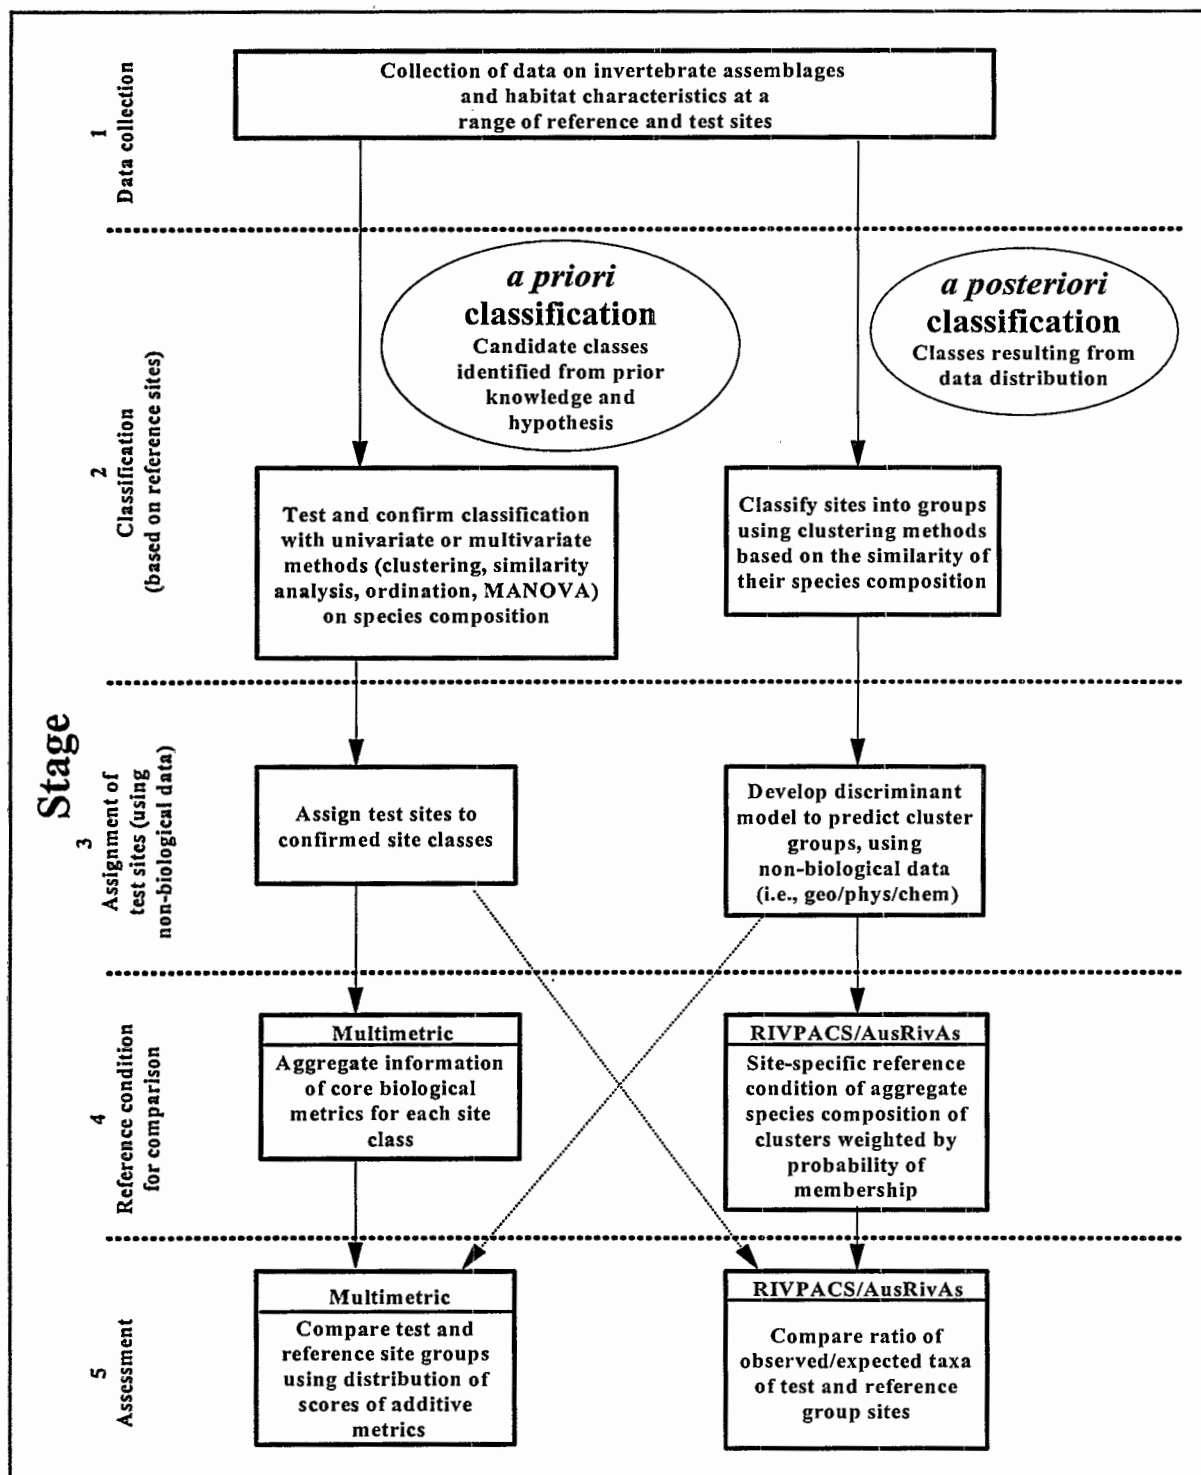 Stage
1
Data collection
Collection of data on invertebrate assemblages
and habitat characteristics at a
range of reference and test sites
2
Classification
(based on reference sites)
a priori
classification
Candidate classes
identified from prior
knowledge and
hypothesis
a posteriori
classification
Classes resulting from
data distribution
Test and confirm classification
with univariate or multivariate
methods (clustering, similarity
analysis, ordination, MANOVA)
on species composition
Classify sites into groups
using clustering methods
based on the similarity of
their species composition
3
Assignment of
test sites (using
non-biological data)
Assign test sites to
confirmed site classes
Develop discriminant
model to predict cluster
groups, using
non-biological data
(i.e., geo/phys/chem)
4
Reference condition
for comparison
Multimetric
Aggregate information
of core biological
metrics for each site
class
RIVPACS/AusRivAs
Site-specific reference
condition of aggregate
species composition of
clusters weighted by
probability of
membership
5
Assessment
Multimetric
Compare test and
reference site groups
using distribution of
scores of additive
metrics
RIVPACS/AusRivAs
Compare ratio of
observed/expected taxa
of test and reference
group sites